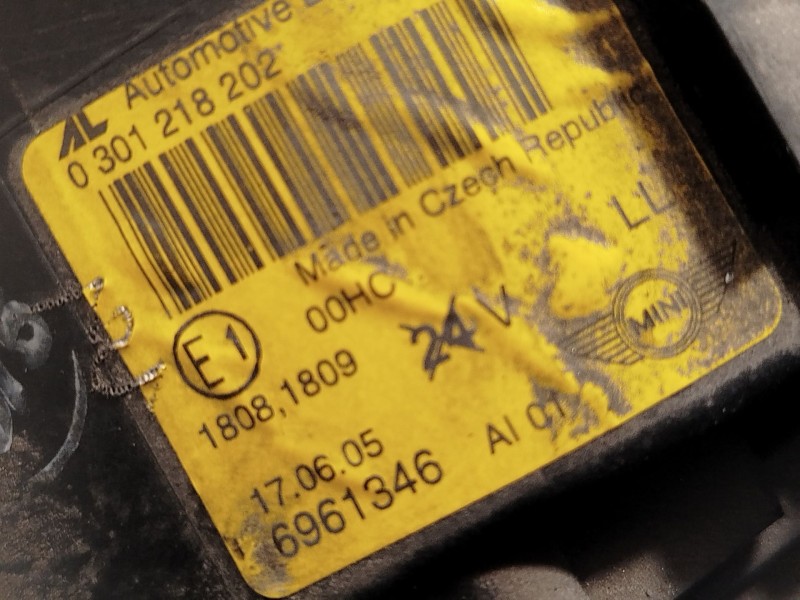 AL Automotive
0 301 218 202
Made in Czech Republic
LL
00HC
24 V
MINI
E1
1808,1809
17.06.05
AI 01
6961346